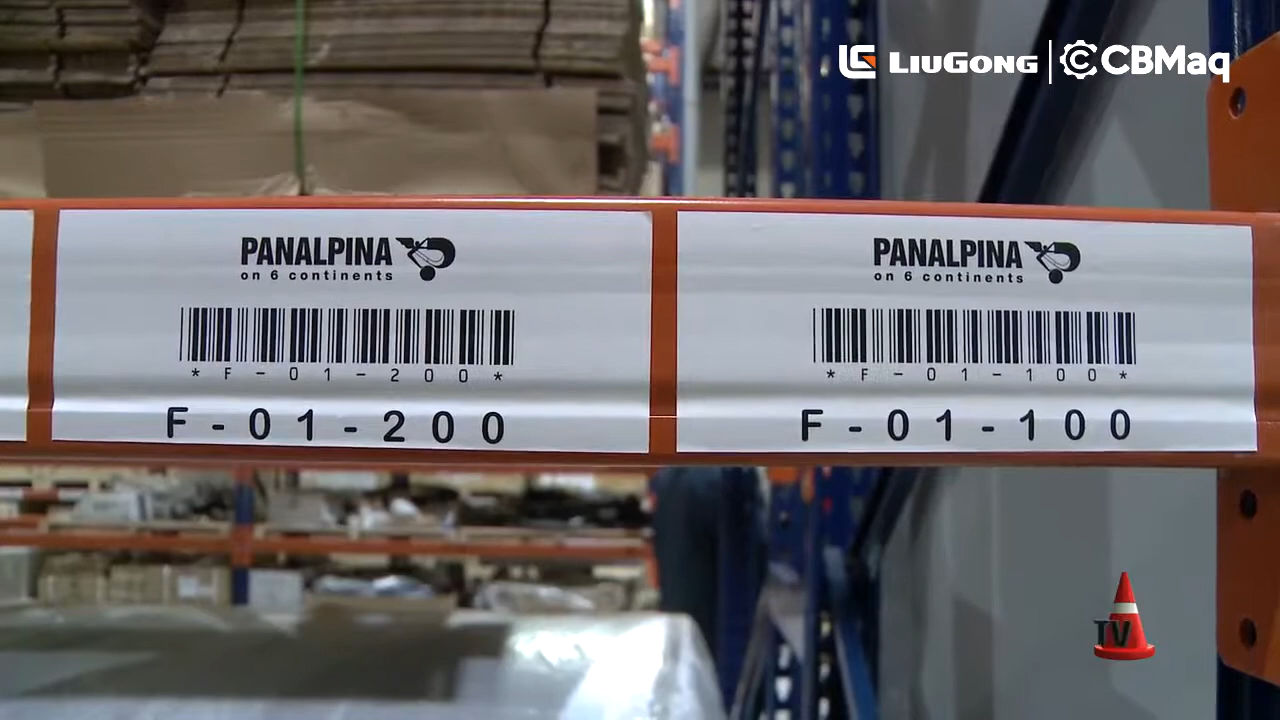 LIUGONG CBMaq
PANALPINA
on 6 continents
*F-01-200*
F-01-200
PANALPINA
on 6 continents
*F-01-100*
F-01-100
TV